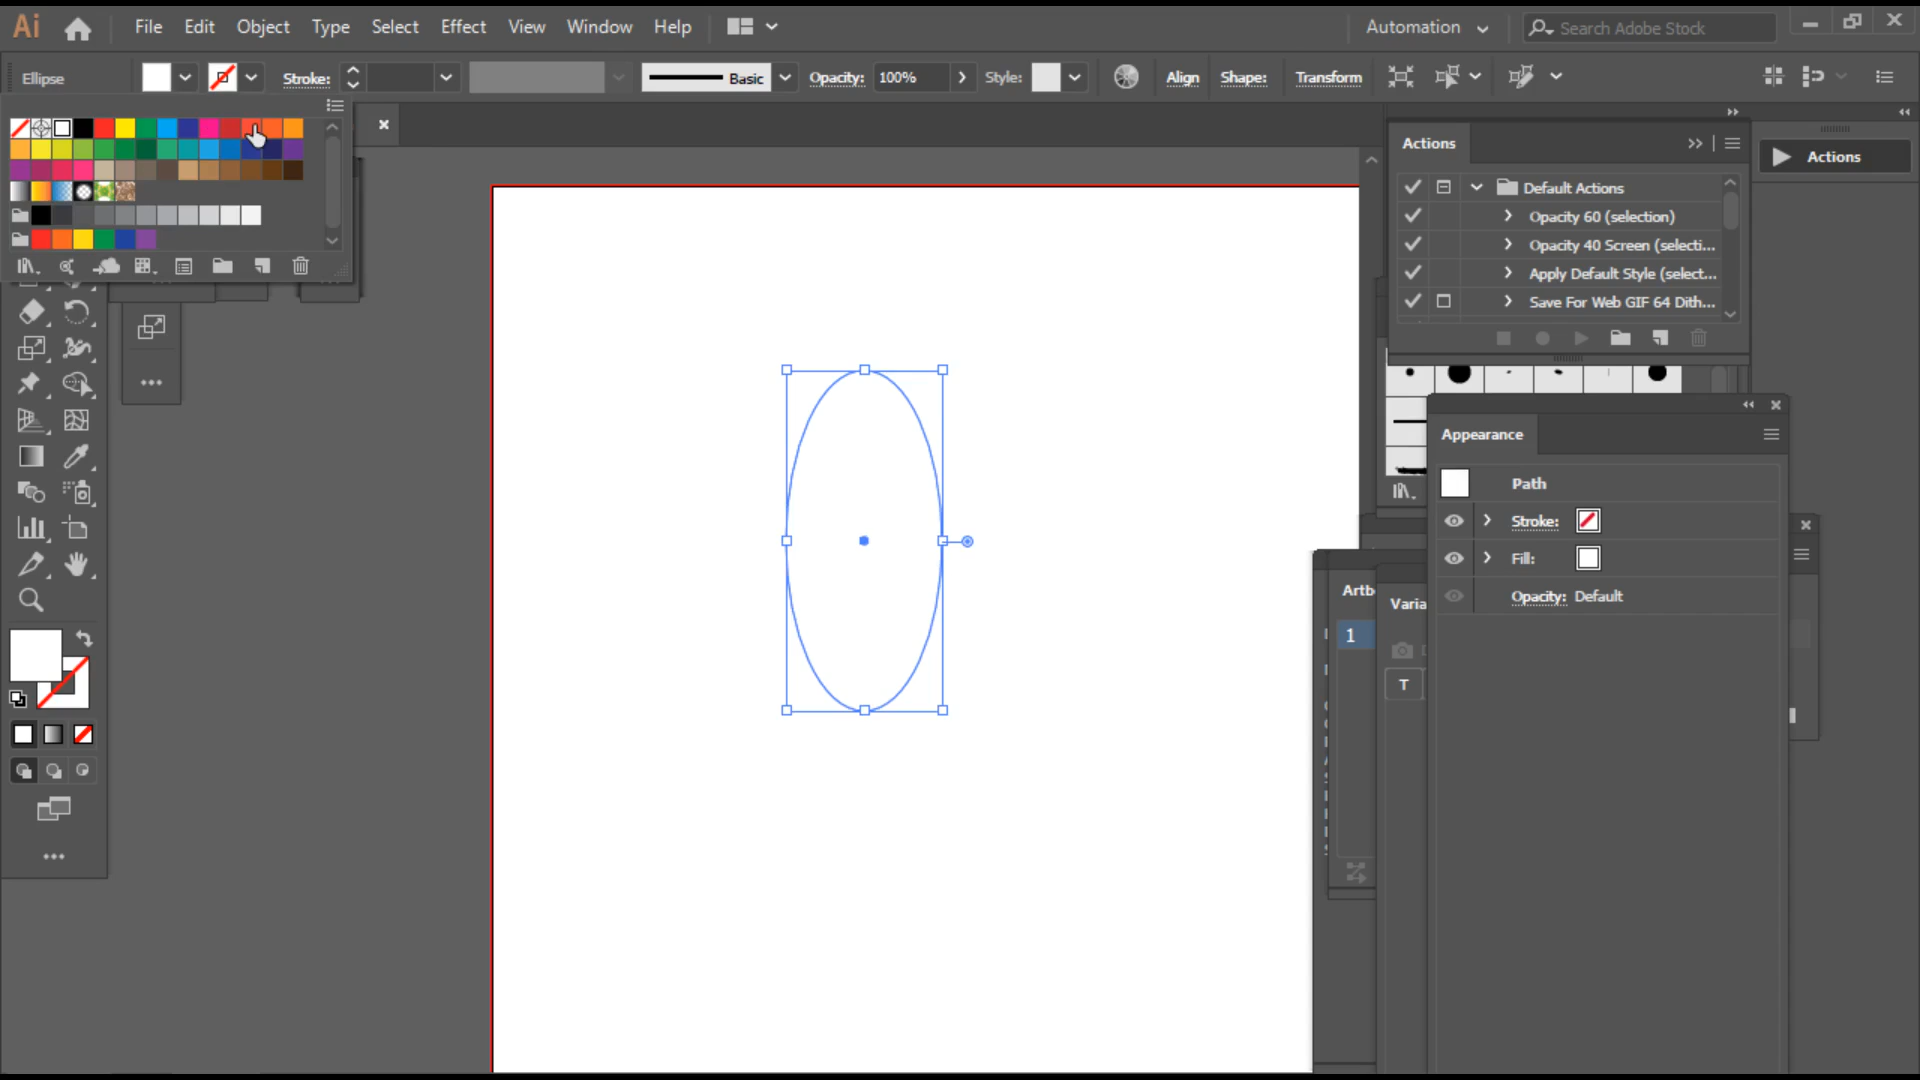 Ai File Edit Object Type Select Effect View Window Help Automation Search Adobe Stock
Ellipse Stroke: Basic Opacity: 100% Style: Align Shape: Transform
Actions
Actions
Default Actions
Opacity 60 (selection)
Opacity 40 Screen (selecti...
Apply Default Style (select...
Save For Web GIF 64 Dith...
Appearance
Path
Stroke:
Fill:
Opacity: Default
Artb
1
Varia
T